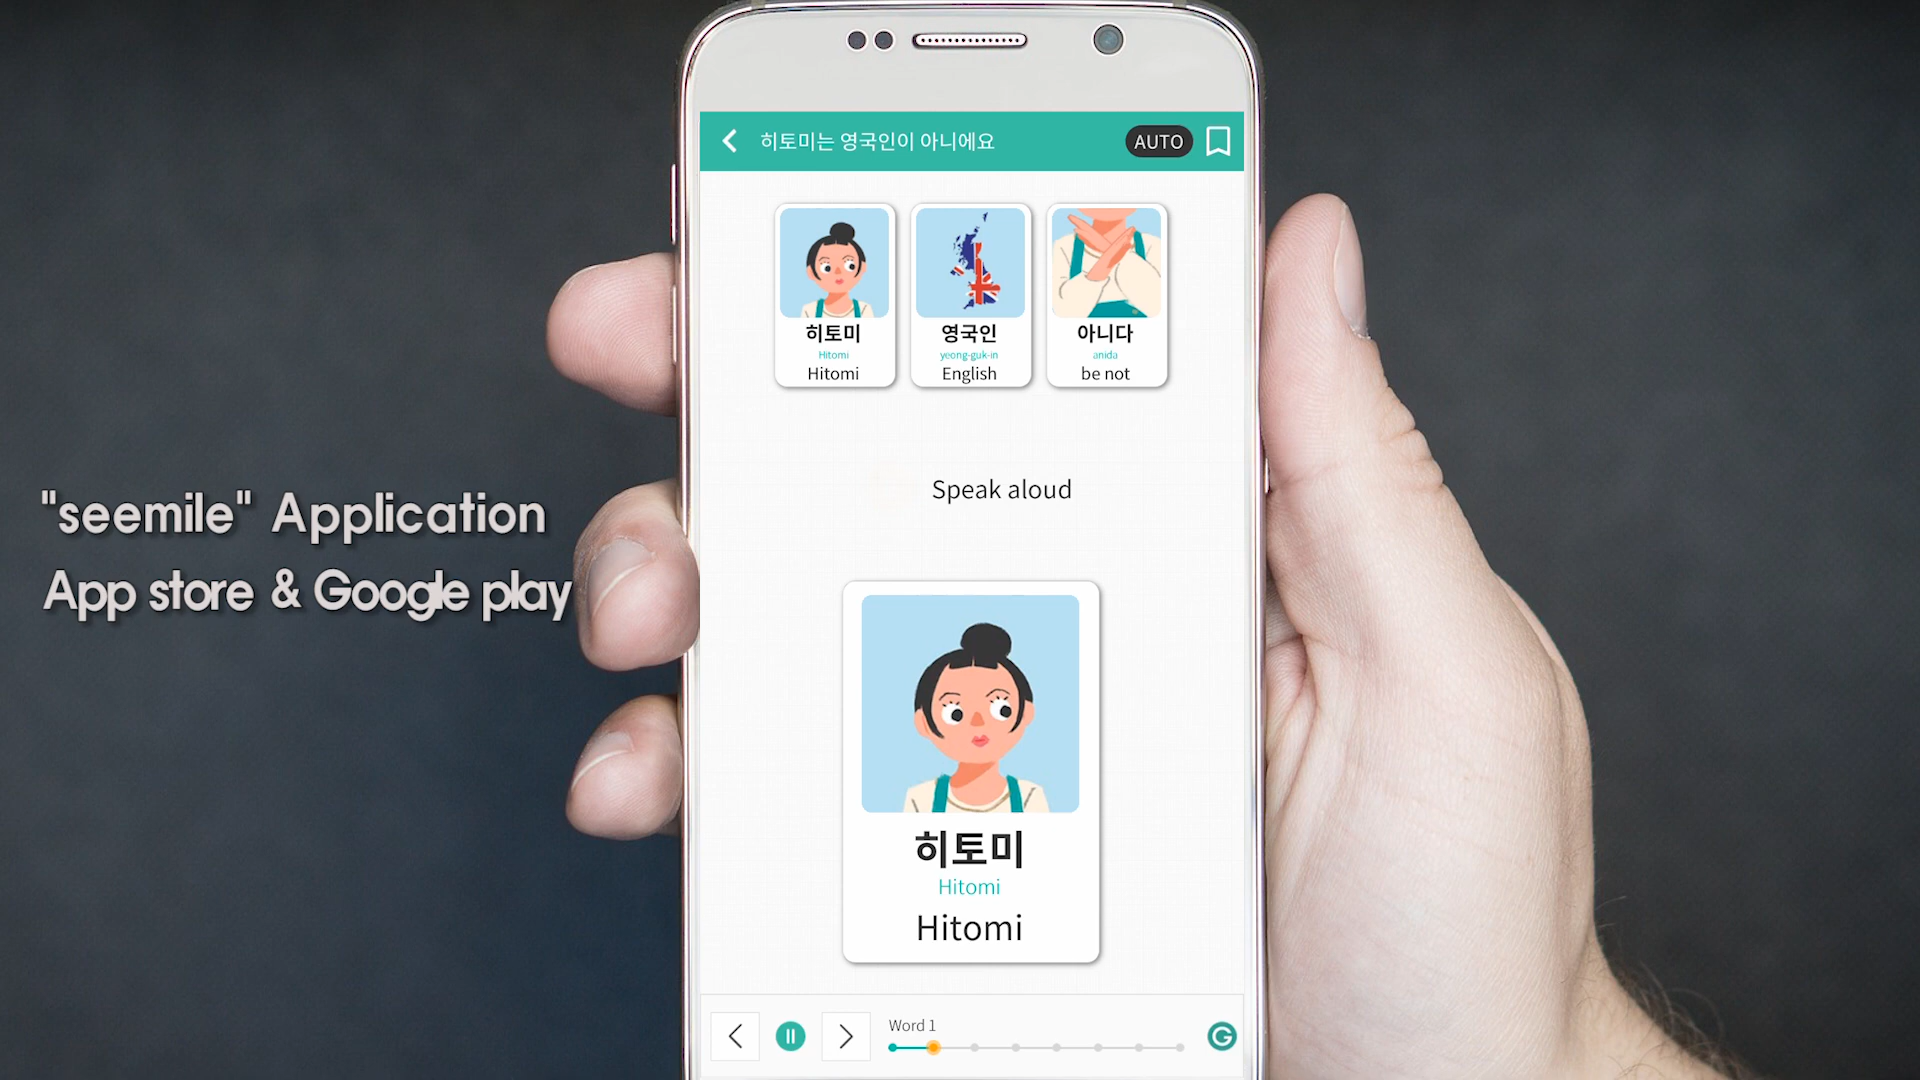 "seemile" Application
App store & Google play
히토미는 영국인이 아니에요
AUTO
히토미
Hitomi
Hitomi
영국인
yeong-guk-in
English
아니다
anida
be not
Speak aloud
히토미
Hitomi
Hitomi
Word 1
G